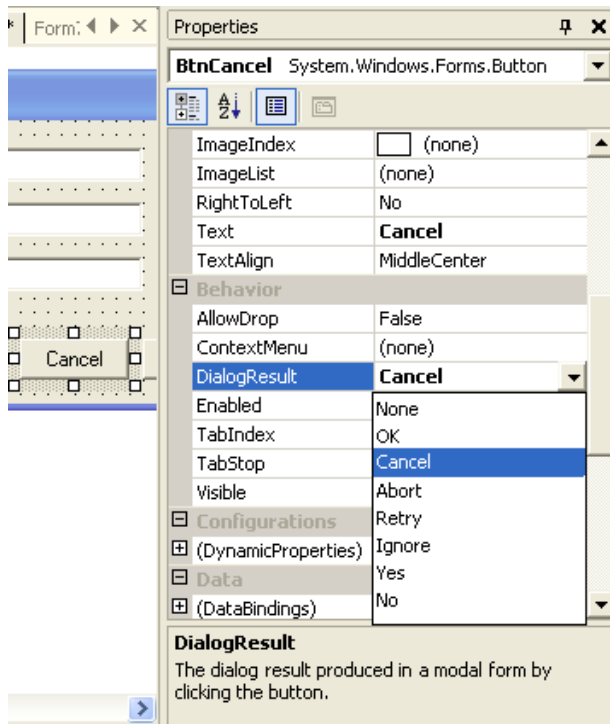 * Form:
Properties
BtnCancel System.Windows.Forms.Button
ImageIndex (none)
ImageList (none)
RightToLeft No
Text Cancel
TextAlign MiddleCenter
Behavior
AllowDrop False
ContextMenu (none)
Cancel
DialogResult Cancel
Enabled
None
TabIndex
OK
TabStop
Cancel
Visible
Abort
Configurations
Retry
(DynamicProperties)
Ignore
Data
Yes
(DataBindings)
No
DialogResult
The dialog result produced in a modal form by
clicking the button.